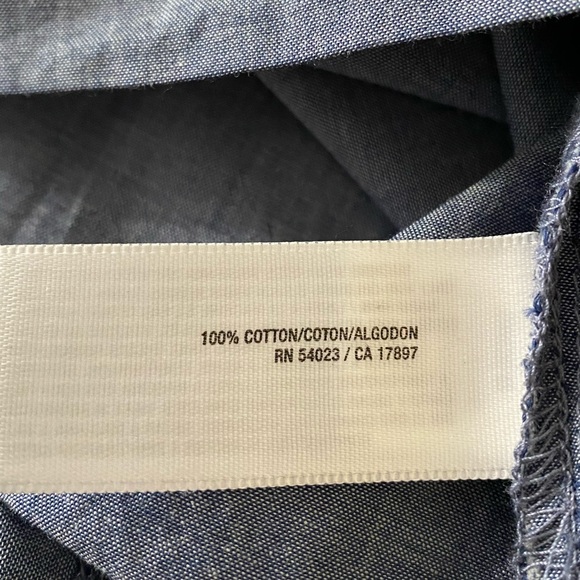 100% COTTON/COTON/ALGODON
RN 54023 / CA 17897